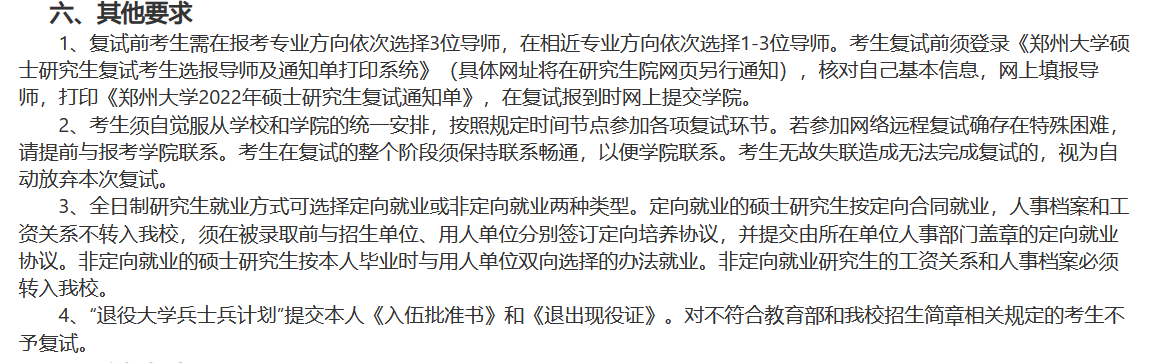 六、其他要求
1、复试前考生需在报考专业方向依次选择3位导师，在相近专业方向依次选择1-3位导师。考生复试前须登录《郑州大学硕
士研究生复试考生选报导师及通知单打印系统》（具体网址将在研究生院网页另行通知），核对自己基本信息，网上填报导
师，打印《郑州大学2022年硕士研究生复试通知单》，在复试报到时网上提交学院。
2、考生须自觉服从学校和学院的统一安排，按照规定时间节点参加各项复试环节。若参加网络远程复试确存在特殊困难，
请提前与报考学院联系。考生在复试的整个阶段须保持联系畅通，以便学院联系。考生无故失联造成无法完成复试的，视为自
动放弃本次复试。
3、全日制研究生就业方式可选择定向就业或非定向就业两种类型。定向就业的硕士研究生按定向合同就业，人事档案和工
资关系不转入我校，须在被录取前与招生单位、用人单位分别签订定向培养协议，并提交由所在单位人事部门盖章的定向就业
协议。非定向就业的硕士研究生按本人毕业时与用人单位双向选择的办法就业。非定向就业研究生的工资关系和人事档案必须
转入我校。
4、“退役大学兵士兵计划”提交本人《入伍批准书》和《退出现役证》。对不符合教育部和我校招生简章相关规定的考生不
予复试。